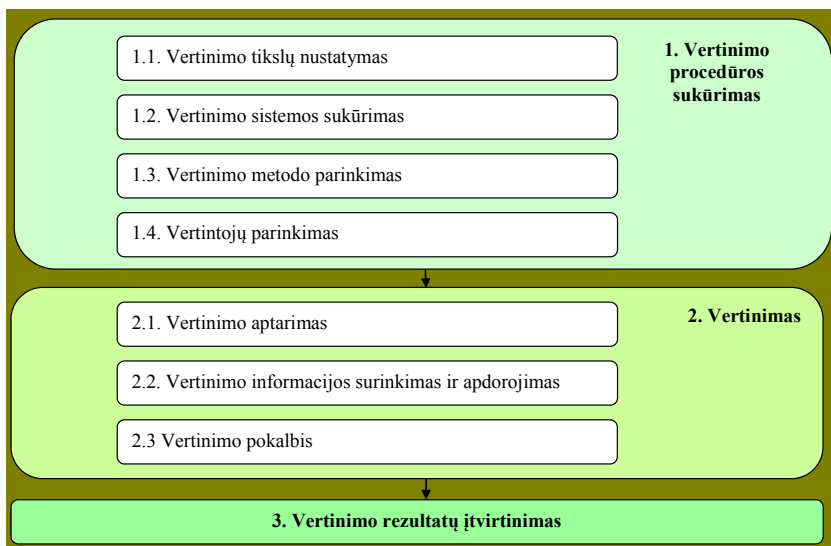 1.1. Vertinimo tikslų nustatymas
1. Vertinimo
procedūros
sukūrimas
1.2. Vertinimo sistemos sukūrimas
1.3. Vertinimo metodo parinkimas
1.4. Vertintojų parinkimas
2.1. Vertinimo aptarimas
2. Vertinimas
2.2. Vertinimo informacijos surinkimas ir apdorojimas
2.3 Vertinimo pokalbis
3. Vertinimo rezultatų įtvirtinimas